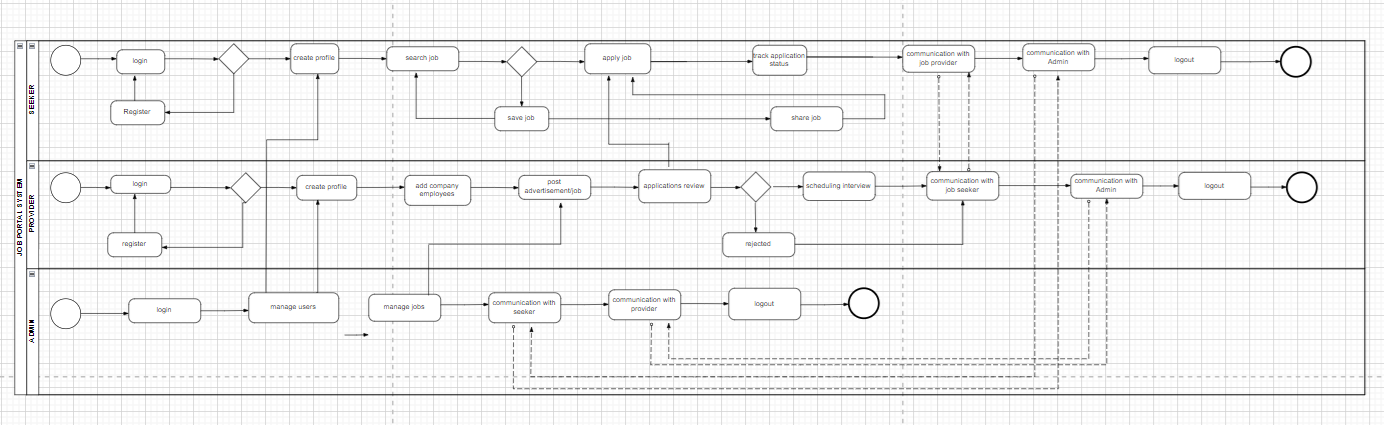 JOB PORTAL SYSTEM
SEEKER
login
Register
create profile
search job
save job
apply job
share job
track application
status
communication with
job provider
communication with
Admin
logout
PROVIDER
login
register
create profile
add company
employees
post
advertisement/job
applications review
scheduling interview
rejected
communication with
job seeker
communication with
Admin
logout
ADMIN
login
manage users
manage jobs
communication with
seeker
communication with
provider
logout